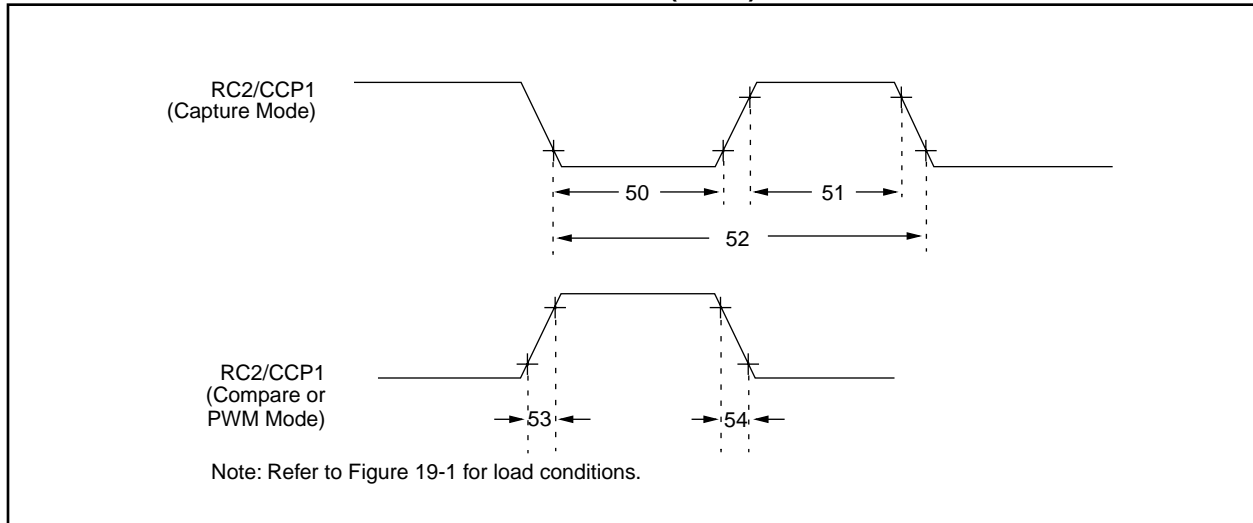 RC2/CCP1
(Capture Mode)
50
51
52
RC2/CCP1
(Compare or
PWM Mode)
53
54
Note: Refer to Figure 19-1 for load conditions.